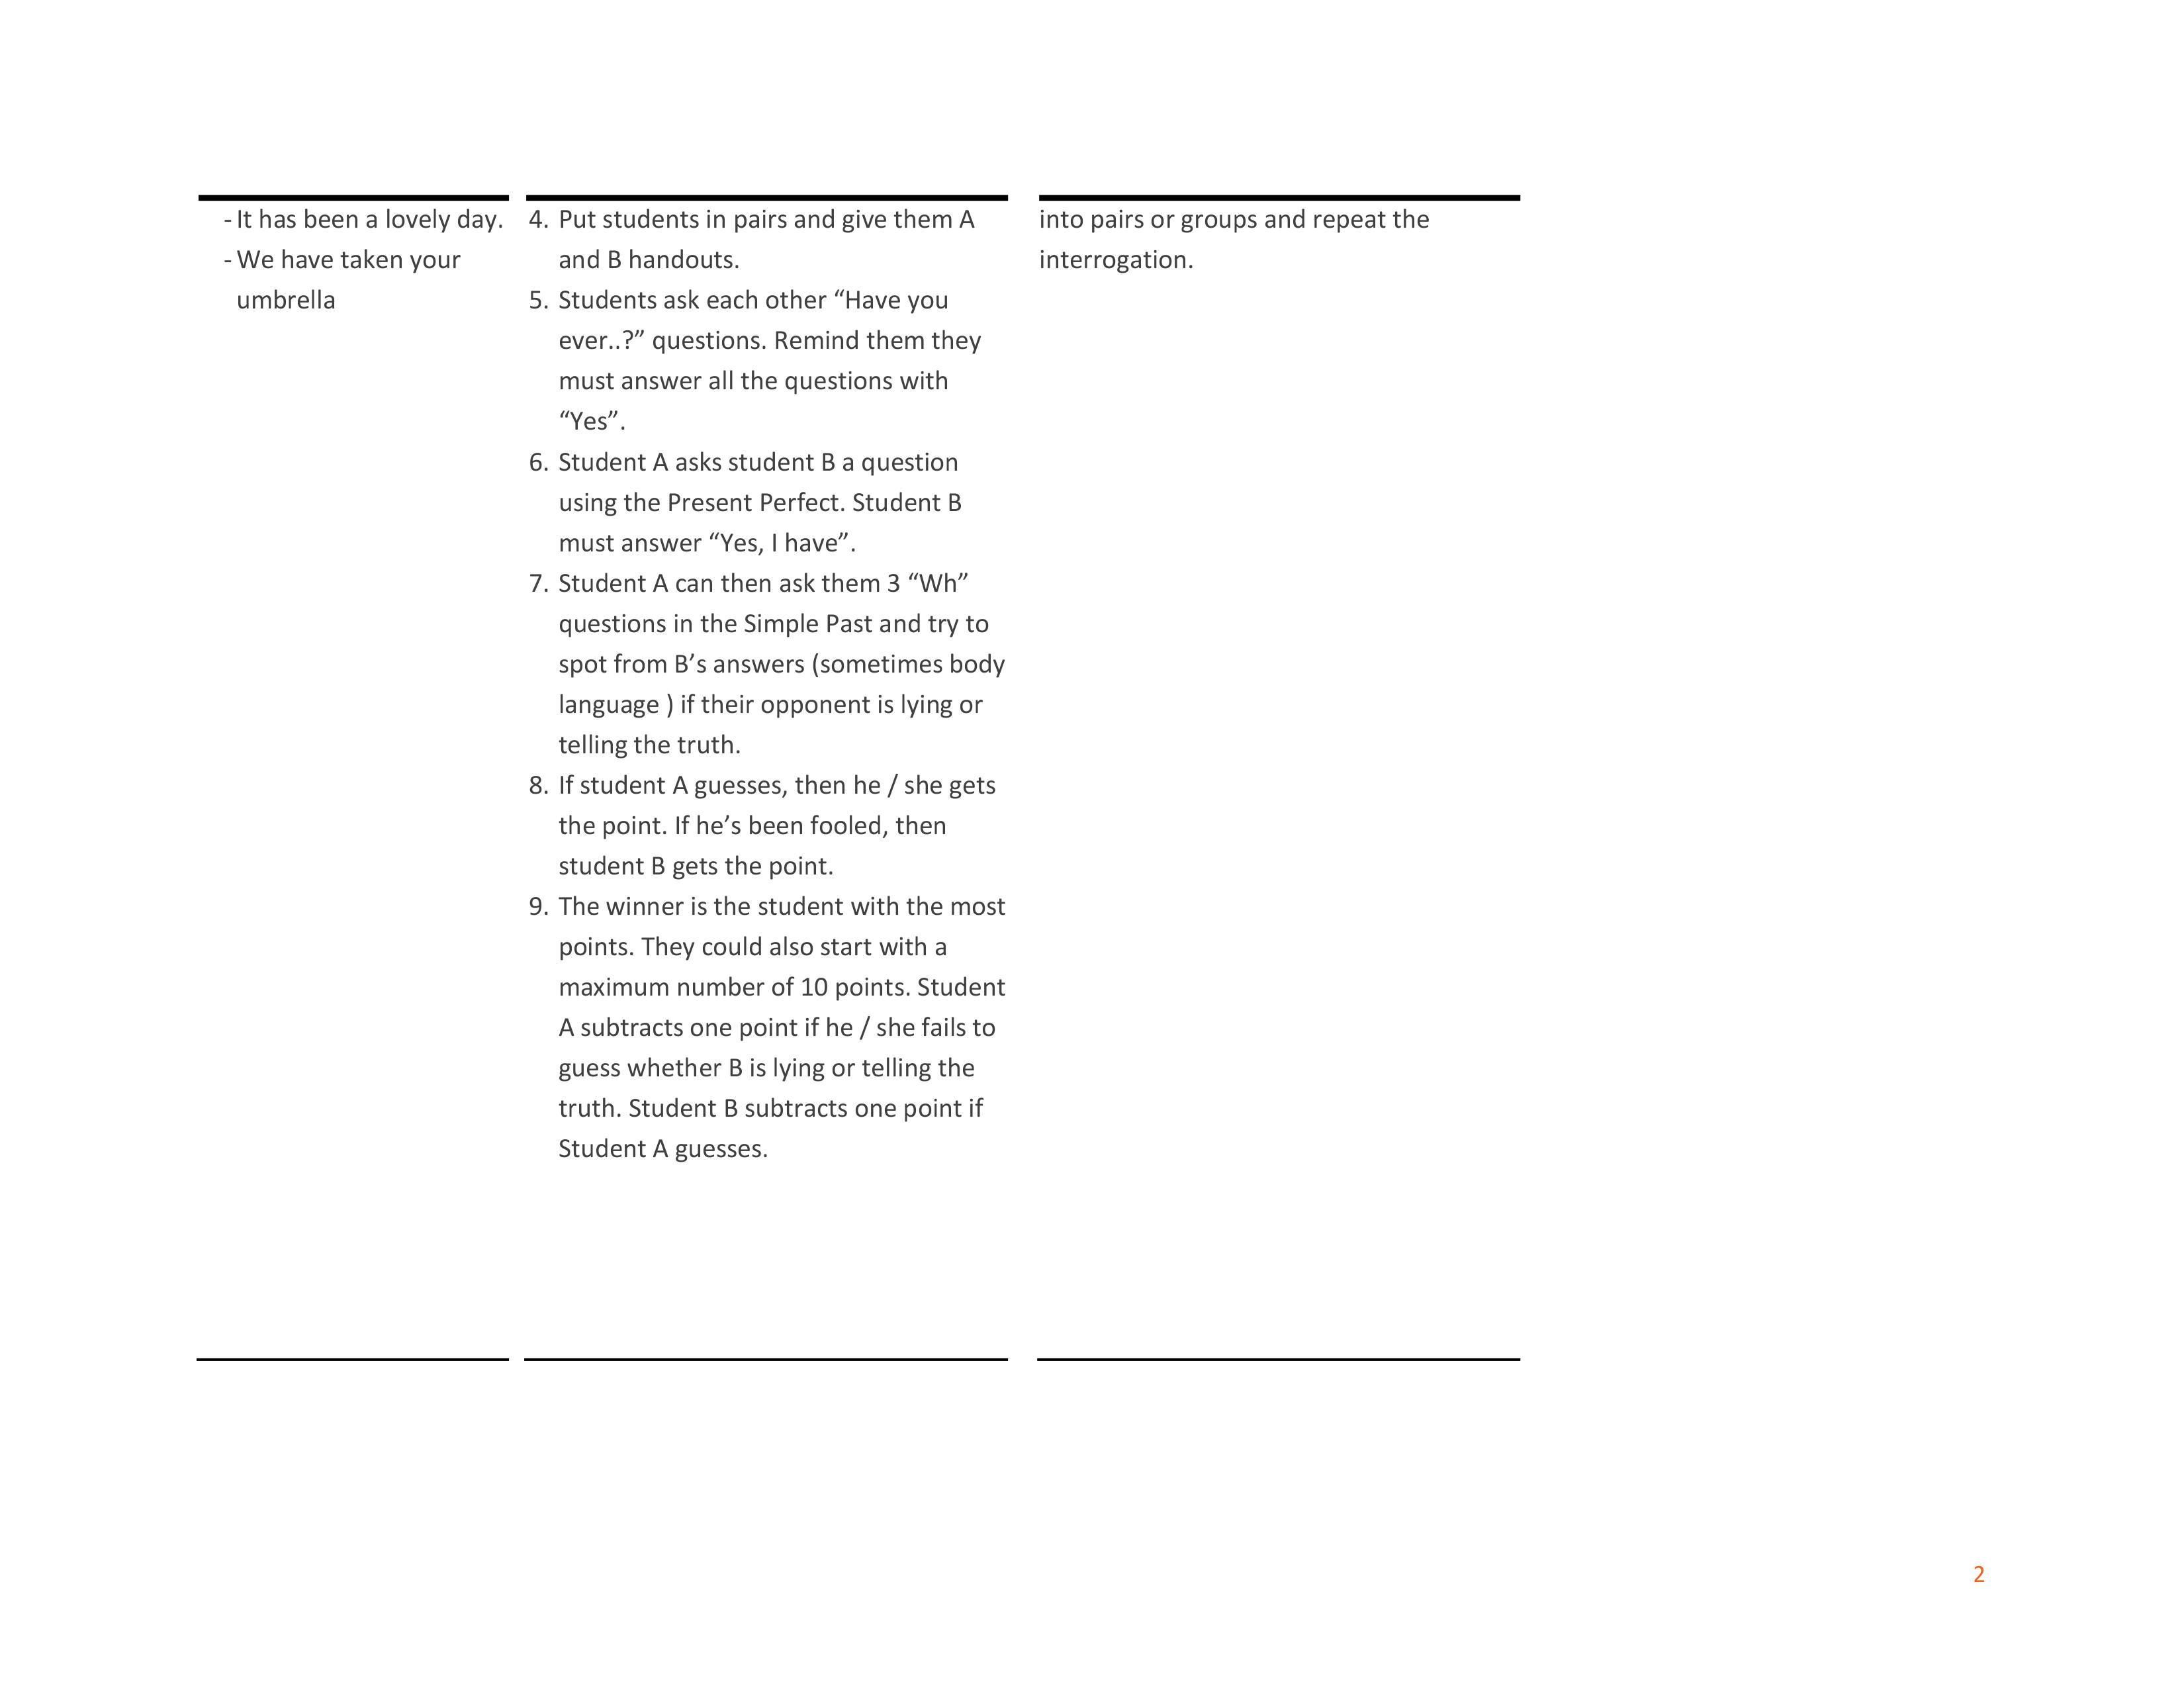 - It has been a lovely day.
- We have taken your
umbrella
4. Put students in pairs and give them A
and B handouts.
5. Students ask each other “Have you
ever..?” questions. Remind them they
must answer all the questions with
“Yes”.
6. Student A asks student B a question
using the Present Perfect. Student B
must answer “Yes, I have”.
7. Student A can then ask them 3 “Wh”
questions in the Simple Past and try to
spot from B’s answers (sometimes body
language ) if their opponent is lying or
telling the truth.
8. If student A guesses, then he / she gets
the point. If he’s been fooled, then
student B gets the point.
9. The winner is the student with the most
points. They could also start with a
maximum number of 10 points. Student
A subtracts one point if he / she fails to
guess whether B is lying or telling the
truth. Student B subtracts one point if
Student A guesses.
into pairs or groups and repeat the
interrogation.
2